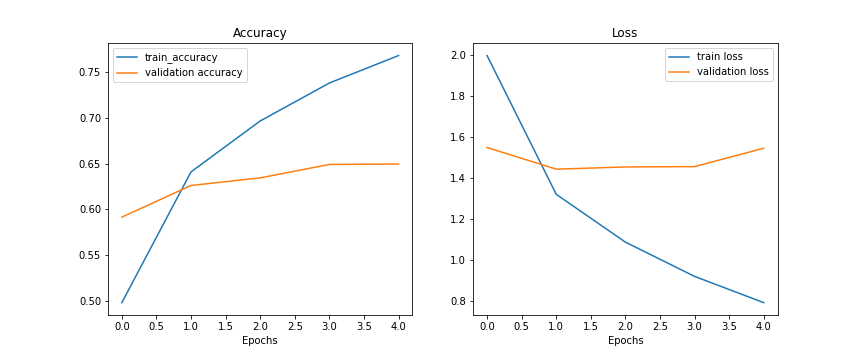 Accuracy
train_accuracy
validation accuracy
0.75
0.70
0.65
0.60
0.55
0.50
0.0 0.5 1.0 1.5 2.0 2.5 3.0 3.5 4.0
Epochs
Loss
train loss
validation loss
2.0
1.8
1.6
1.4
1.2
1.0
0.8
0.0 0.5 1.0 1.5 2.0 2.5 3.0 3.5 4.0
Epochs